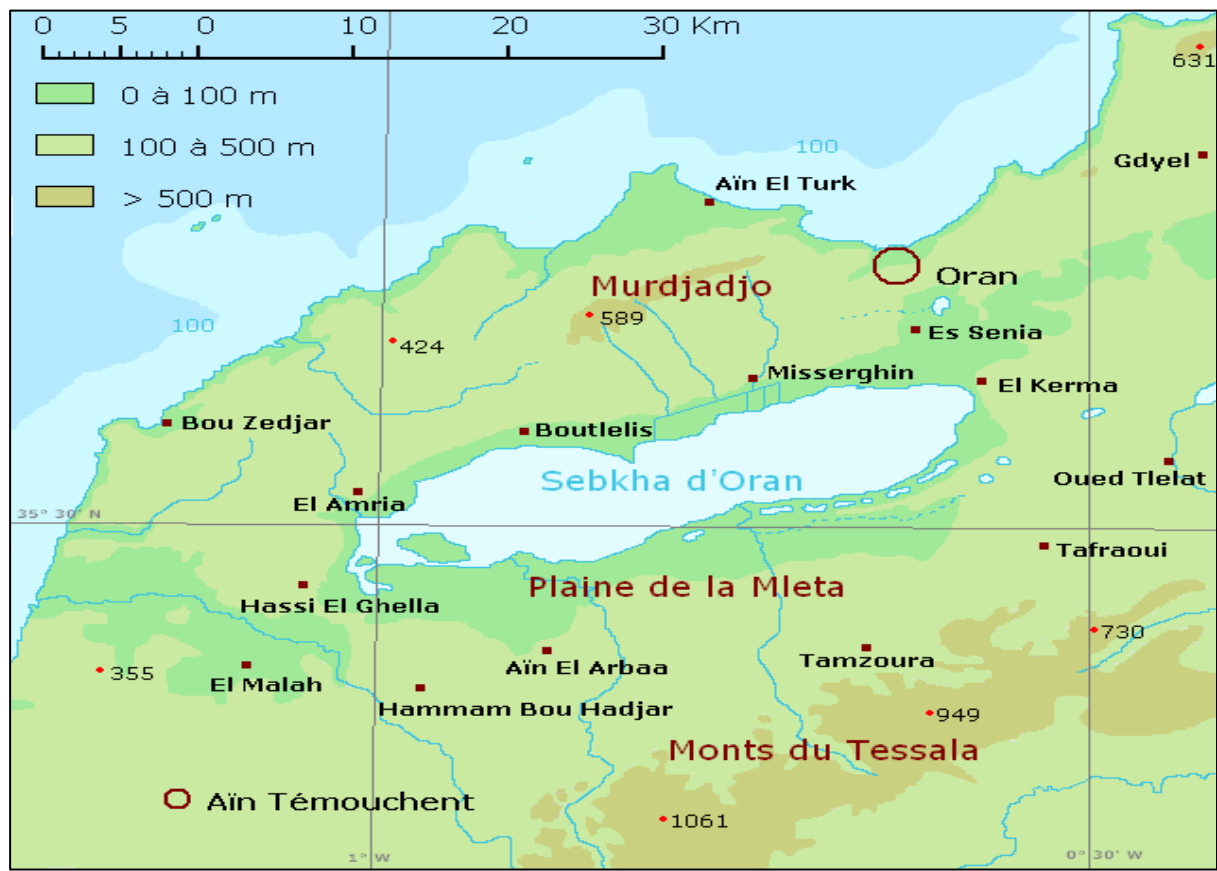 0 5 0 10 20 30 Km
631
0 à 100 m
100 à 500 m
100
Gdyel
> 500 m
Aïn El Turk
Oran
Murdjadjo
589
100
424
Es Senia
Misserghin
El Kerma
Bou Zedjar
Boutlelis
Sebkha d'Oran
Oued Tlelat
El Amria
35° 30' N
Tafraoui
Plaine de la Mleta
Hassi El Ghella
730
Tamzoura
Aïn El Arbaa
355
El Malah
Hammam Bou Hadjar
949
Monts du Tessala
Aïn Témouchent
1061
1° W
0° 30' W